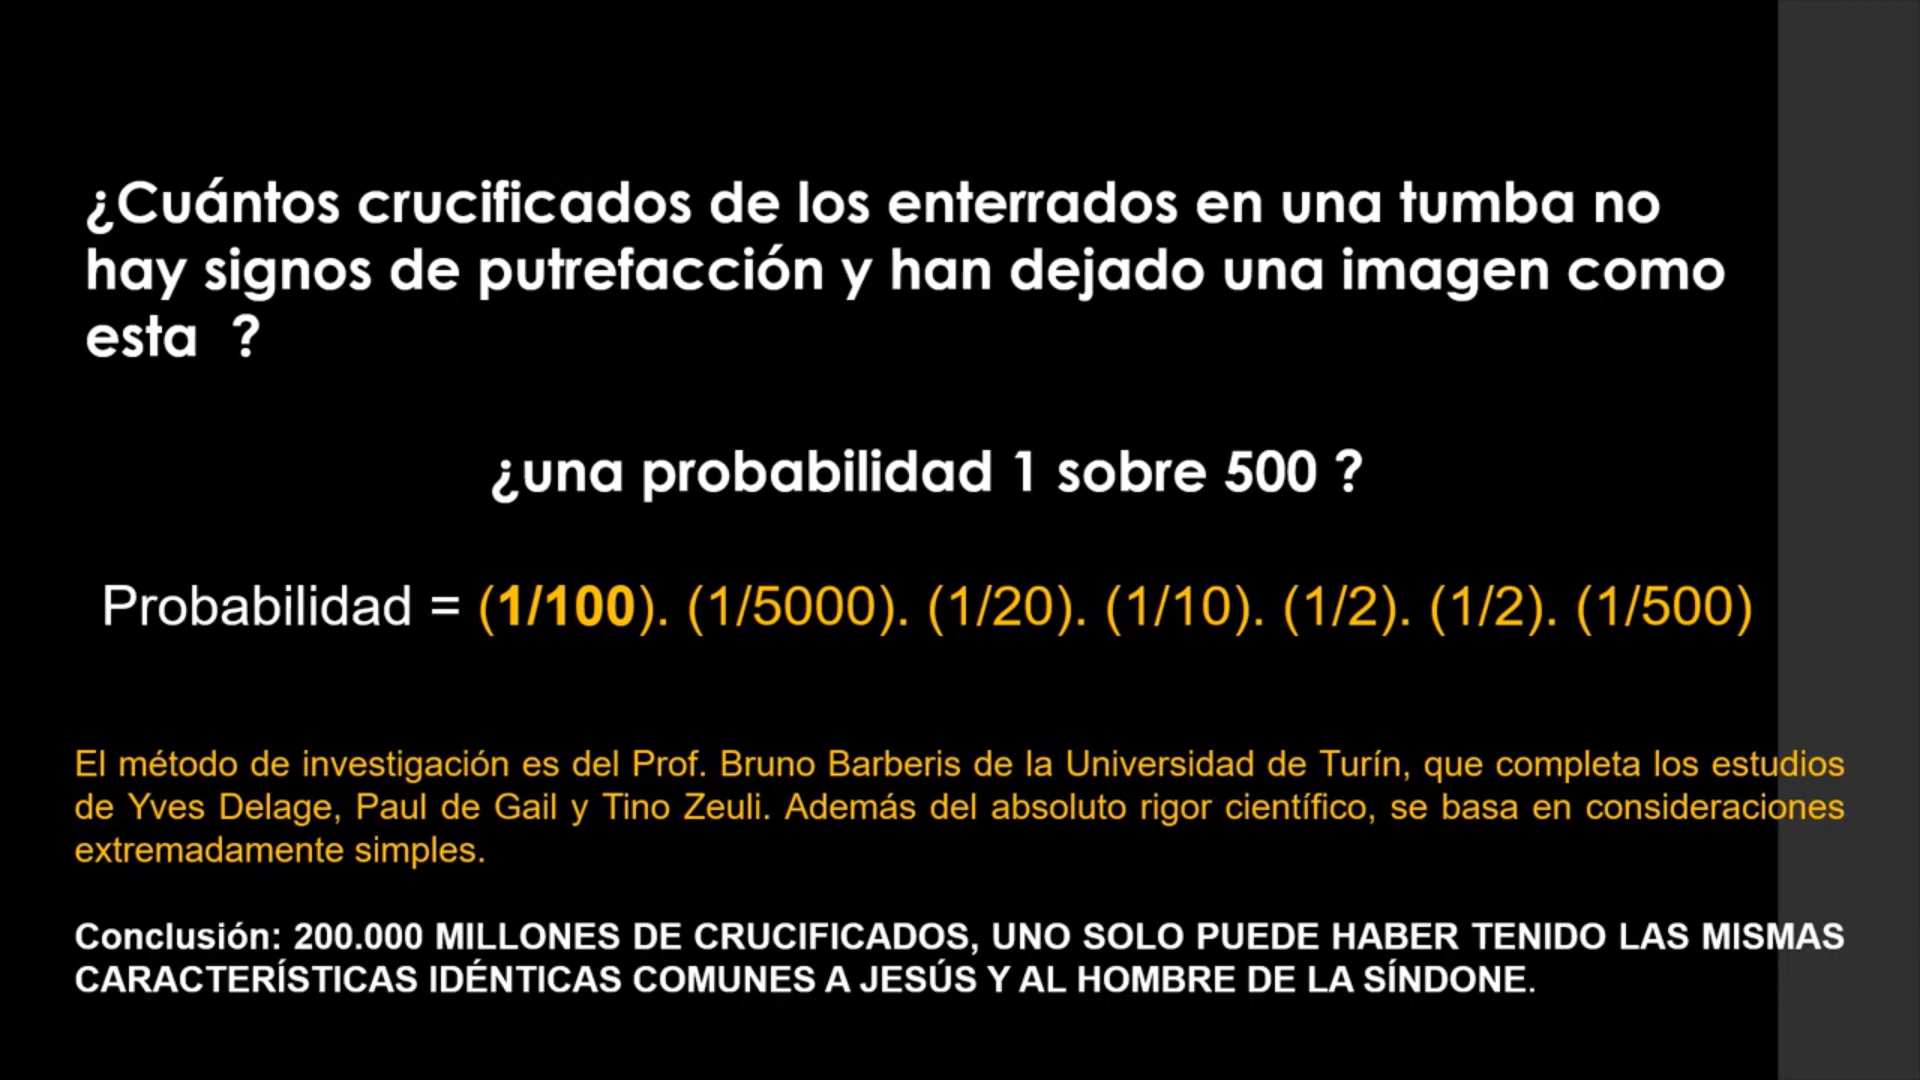 ¿Cuántos crucificados de los enterrados en una tumba no
hay signos de putrefacción y han dejado una imagen como
esta ?
¿una probabilidad 1 sobre 500 ?
Probabilidad = (1/100). (1/5000). (1/20). (1/10). (1/2). (1/2). (1/500)
El método de investigación es del Prof. Bruno Barberis de la Universidad de Turín, que completa los estudios
de Yves Delage, Paul de Gail y Tino Zeuli. Además del absoluto rigor científico, se basa en consideraciones
extremadamente simples.
Conclusión: 200.000 MILLONES DE CRUCIFICADOS, UNO SOLO PUEDE HABER TENIDO LAS MISMAS
CARACTERÍSTICAS IDÉNTICAS COMUNES A JESÚS Y AL HOMBRE DE LA SÍNDONE.